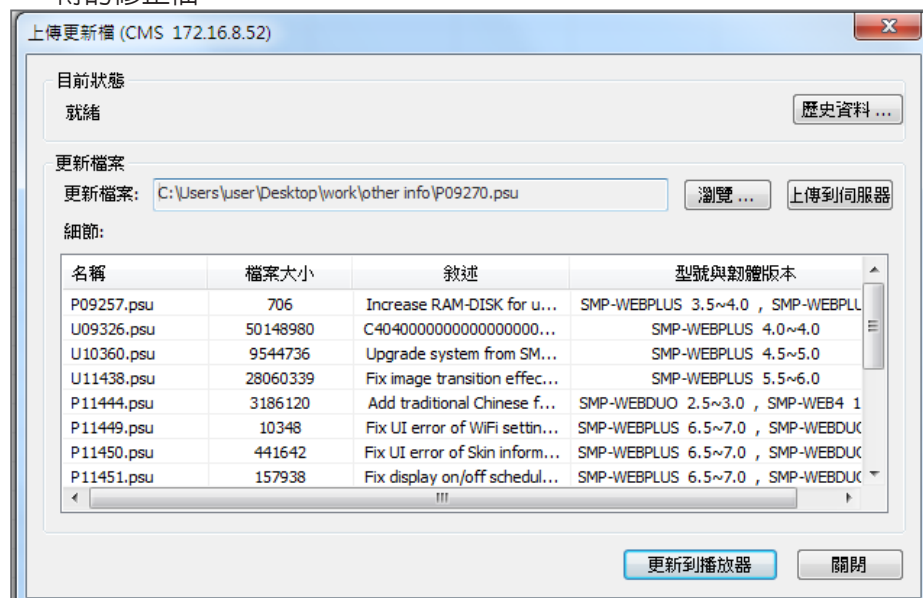 上傳更新檔 (CMS 172.16.8.52)
目前狀態
就緒
歷史資料 ...
更新檔案
更新檔案: C:\Users\user\Desktop\work\other info\P09270.psu 瀏覽 ... 上傳到伺服器
細節:
名稱 檔案大小 敘述 型號與韌體版本
P09257.psu 706 Increase RAM-DISK for u... SMP-WEBPLUS 3.5~4.0 , SMP-WEBPLU
U09326.psu 50148980 C4040000000000000000... SMP-WEBPLUS 4.0~4.0
U10360.psu 9544736 Upgrade system from SM... SMP-WEBPLUS 4.5~5.0
U11438.psu 28060339 Fix image transition effec... SMP-WEBPLUS 5.5~6.0
P11444.psu 3186120 Add traditional Chinese f... SMP-WEBDUO 2.5~3.0 , SMP-WEB4 1
P11449.psu 10348 Fix UI error of WiFi settin... SMP-WEBPLUS 6.5~7.0 , SMP-WEBDUO
P11450.psu 441642 Fix UI error of Skin inform... SMP-WEBPLUS 6.5~7.0 , SMP-WEBDUO
P11451.psu 157938 Fix display on/off schedul... SMP-WEBPLUS 6.5~7.0 , SMP-WEBDUO
更新到播放器 關閉